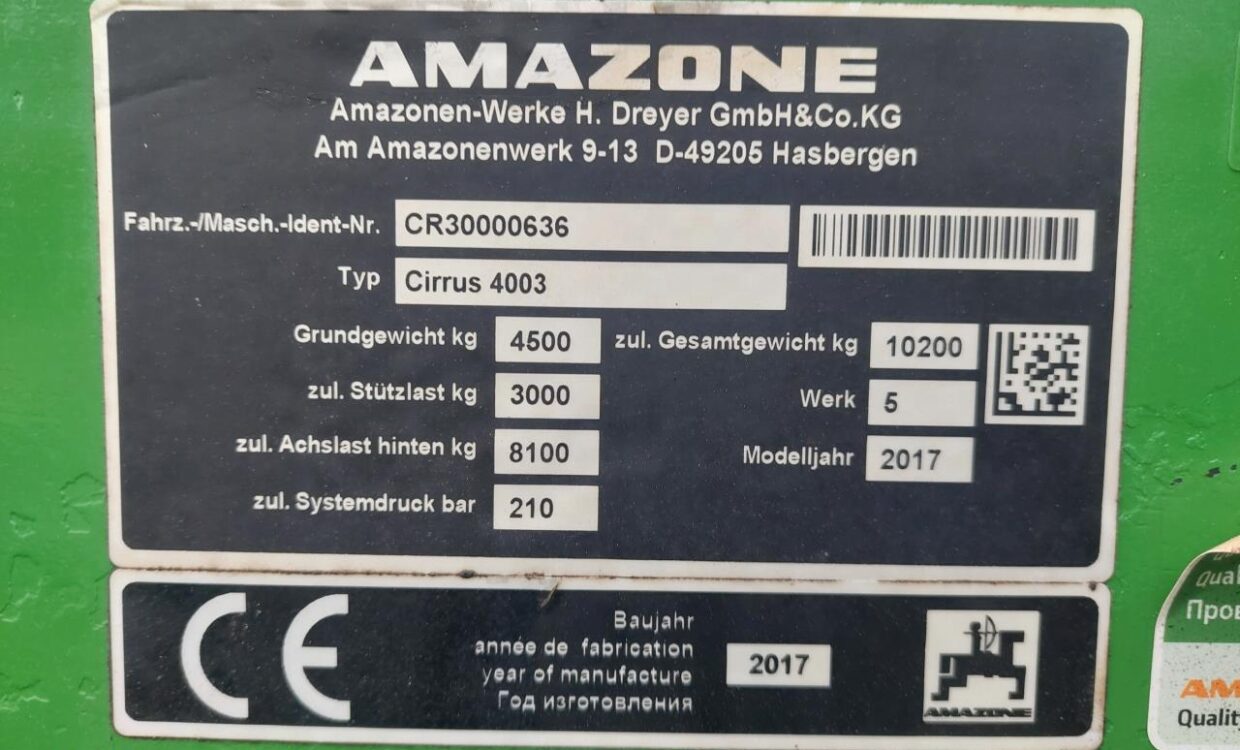 AMAZONE
Amazonen-Werke H. Dreyer GmbH&Co.KG
Am Amazonenwerk 9-13 D-49205 Hasbergen
Fahrz.-/Masch.-Ident-Nr. CR30000636
Typ Cirrus 4003
Grundgewicht kg 4500 zul. Gesamtgewicht kg 10200
zul. Stützlast kg 3000 Werk 5
zul. Achslast hinten kg 8100 Modelljahr 2017
zul. Systemdruck bar 210
CE
Baujahr
année de fabrication
year of manufacture 2017
Год изготовления
AMAZONE